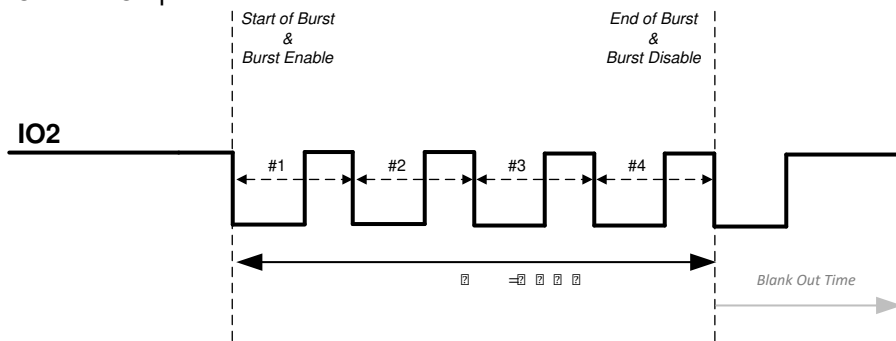 Start of Burst
&
Burst Enable
End of Burst
&
Burst Disable
IO2
#1
#2
#3
#4
=
Blank Out Time